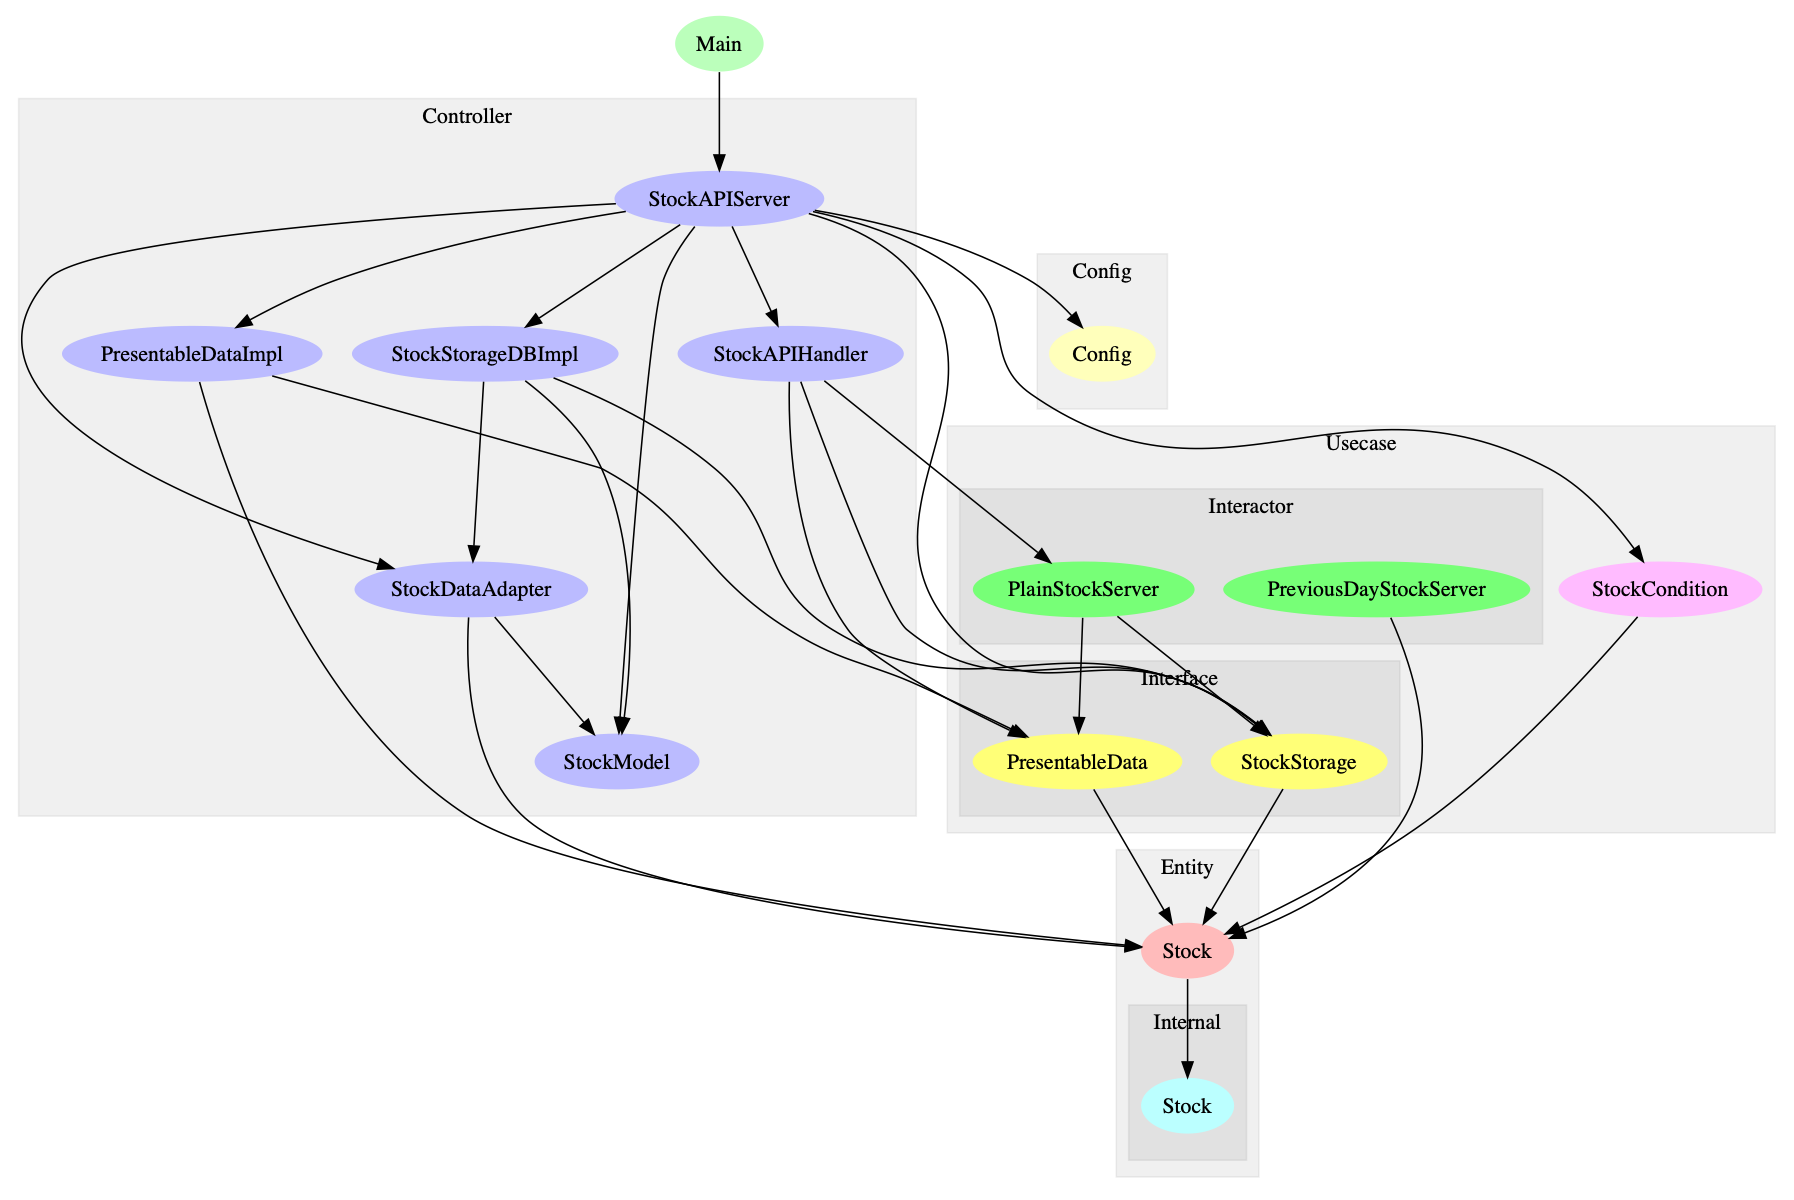 Main
Controller
StockAPIServer
Config
PresentableDataImpl
StockStorageDBImpl
StockAPIHandler
Config
Usecase
Interactor
StockDataAdapter
PlainStockServer
PreviousDayStockServer
StockCondition
Interface
StockModel
PresentableData
StockStorage
Entity
Stock
Internal
Stock